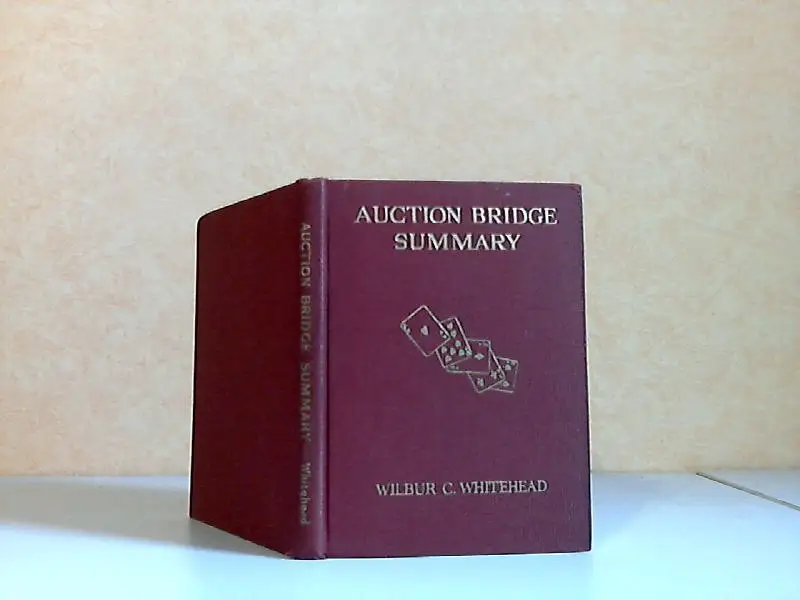 AUCTION BRIDGE SUMMARY Whitehead
AUCTION BRIDGE
SUMMARY
WILBUR C. WHITEHEAD